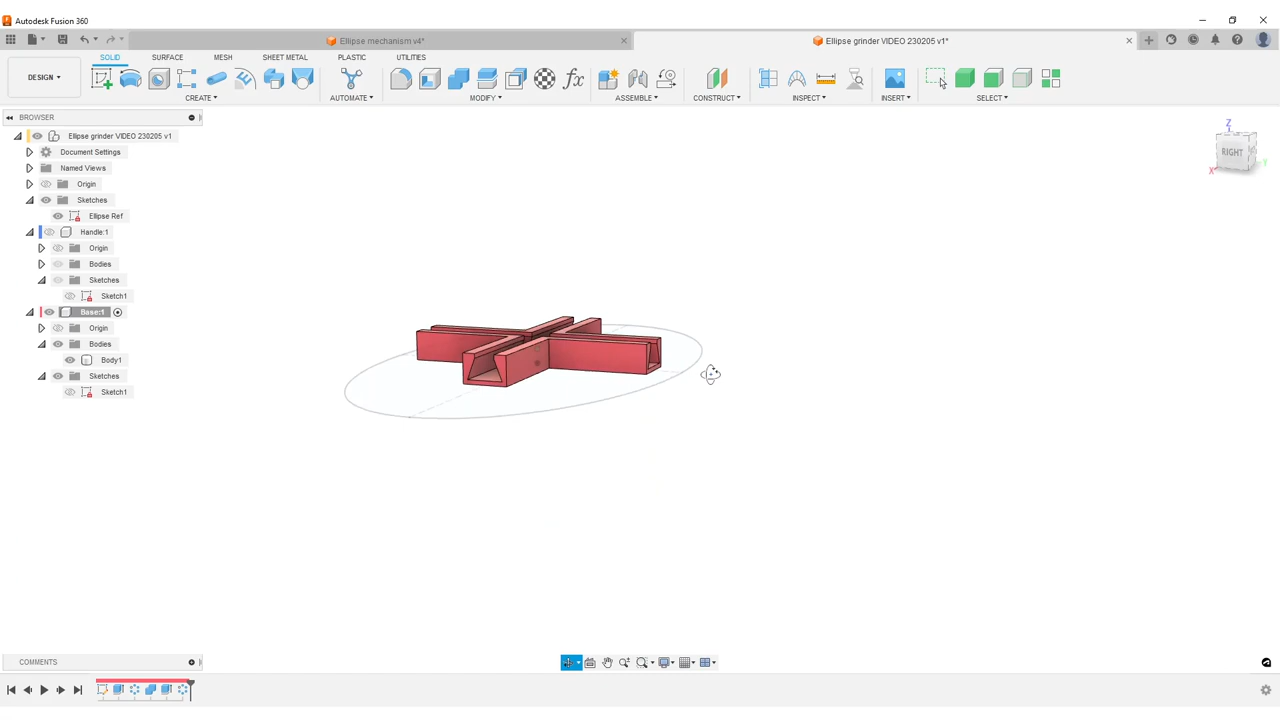 Autodesk Fusion 360
Ellipse mechanism v4*
Ellipse grinder VIDEO 230205 v1*
SOLID SURFACE MESH SHEET METAL PLASTIC UTILITIES
DESIGN
CREATE AUTOMATE MODIFY ASSEMBLE CONSTRUCT INSPECT INSERT SELECT
BROWSER
Ellipse grinder VIDEO 230205 v1
Document Settings
Named Views
Origin
Sketches
Ellipse Ref
Handle:1
Origin
Bodies
Sketches
Sketch1
Base:1
Origin
Bodies
Body1
Sketches
Sketch1
Z
RIGHT
X
Y
COMMENTS